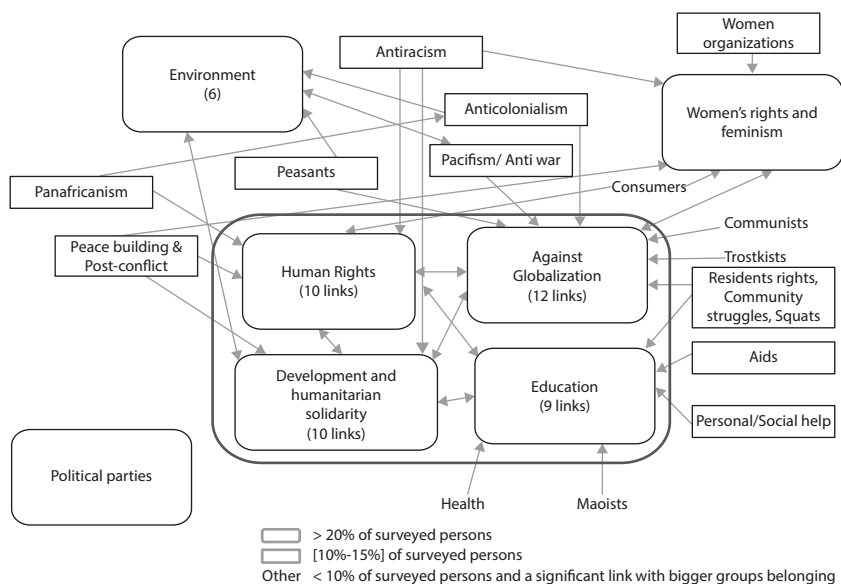 Women
organizations
Antiracism
Environment
(6)
Anticolonialism
Women's rights and
feminism
Pacifism/ Anti war
Peasants
Panafricanism
Consumers
Communists
Peace building &
Post-conflict
Human Rights
(10 links)
Against
Globalization
(12 links)
Trostkists
Residents rights,
Community
struggles, Squats
Aids
Development and
humanitarian
solidarity
(10 links)
Education
(9 links)
Personal/Social help
Political parties
Health
Maoists
> 20% of surveyed persons
[10%-15%] of surveyed persons
Other < 10% of surveyed persons and a significant link with bigger groups belonging